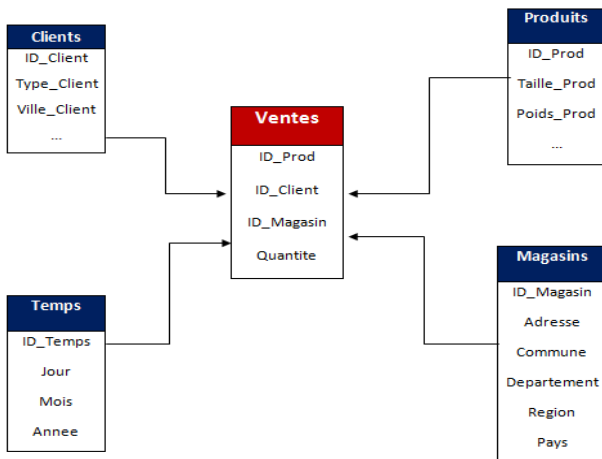 Clients
ID_Client
Type_Client
Ville_Client
...
Produits
ID_Prod
Taille_Prod
Poids_Prod
...
Ventes
ID_Prod
ID_Client
ID_Magasin
Quantite
Temps
ID_Temps
Jour
Mois
Annee
Magasins
ID_Magasin
Adresse
Commune
Departement
Region
Pays